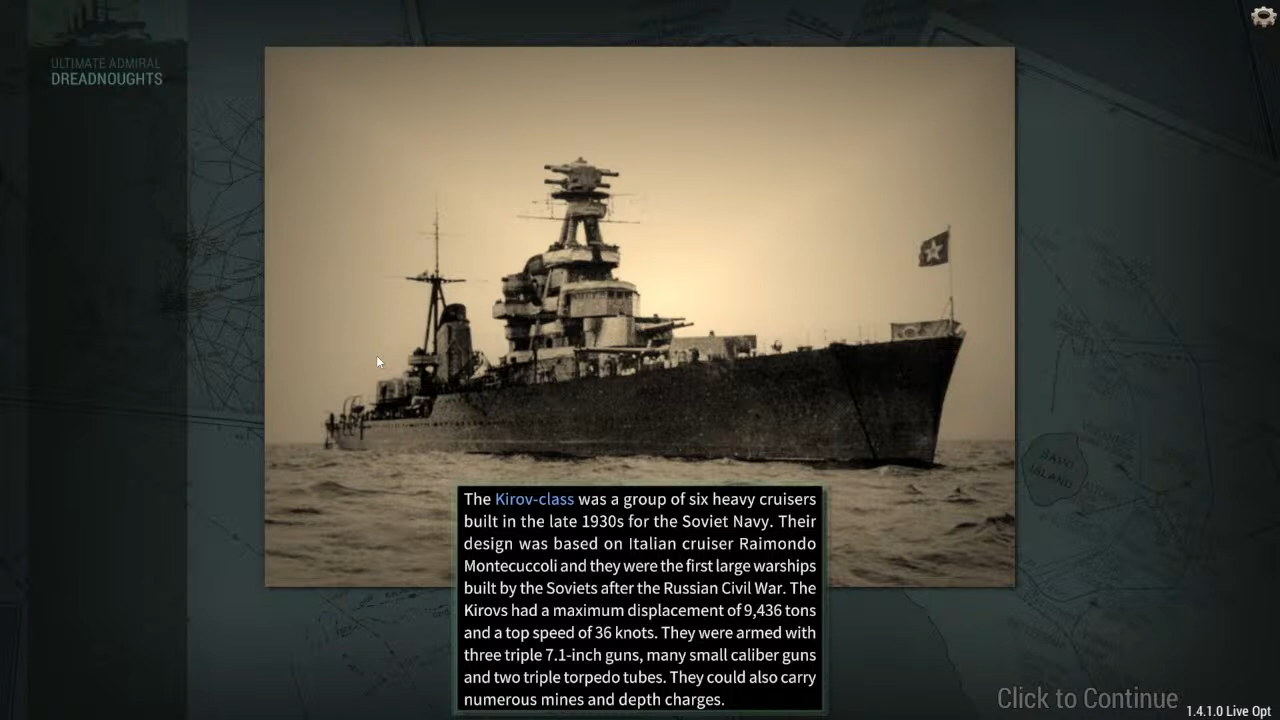 ULTIMATE ADMIRAL
DREADNOUGHTS
The Kirov-class was a group of six heavy cruisers
built in the late 1930s for the Soviet Navy. Their
design was based on Italian cruiser Raimondo
Montecuccoli and they were the first large warships
built by the Soviets after the Russian Civil War. The
Kirovs had a maximum displacement of 9,436 tons
and a top speed of 36 knots. They were armed with
three triple 7.1-inch guns, many small caliber guns
and two triple torpedo tubes. They could also carry
numerous mines and depth charges.
SAVO
ISLAND
Click to Continue
1.4.1.0 Live Opt